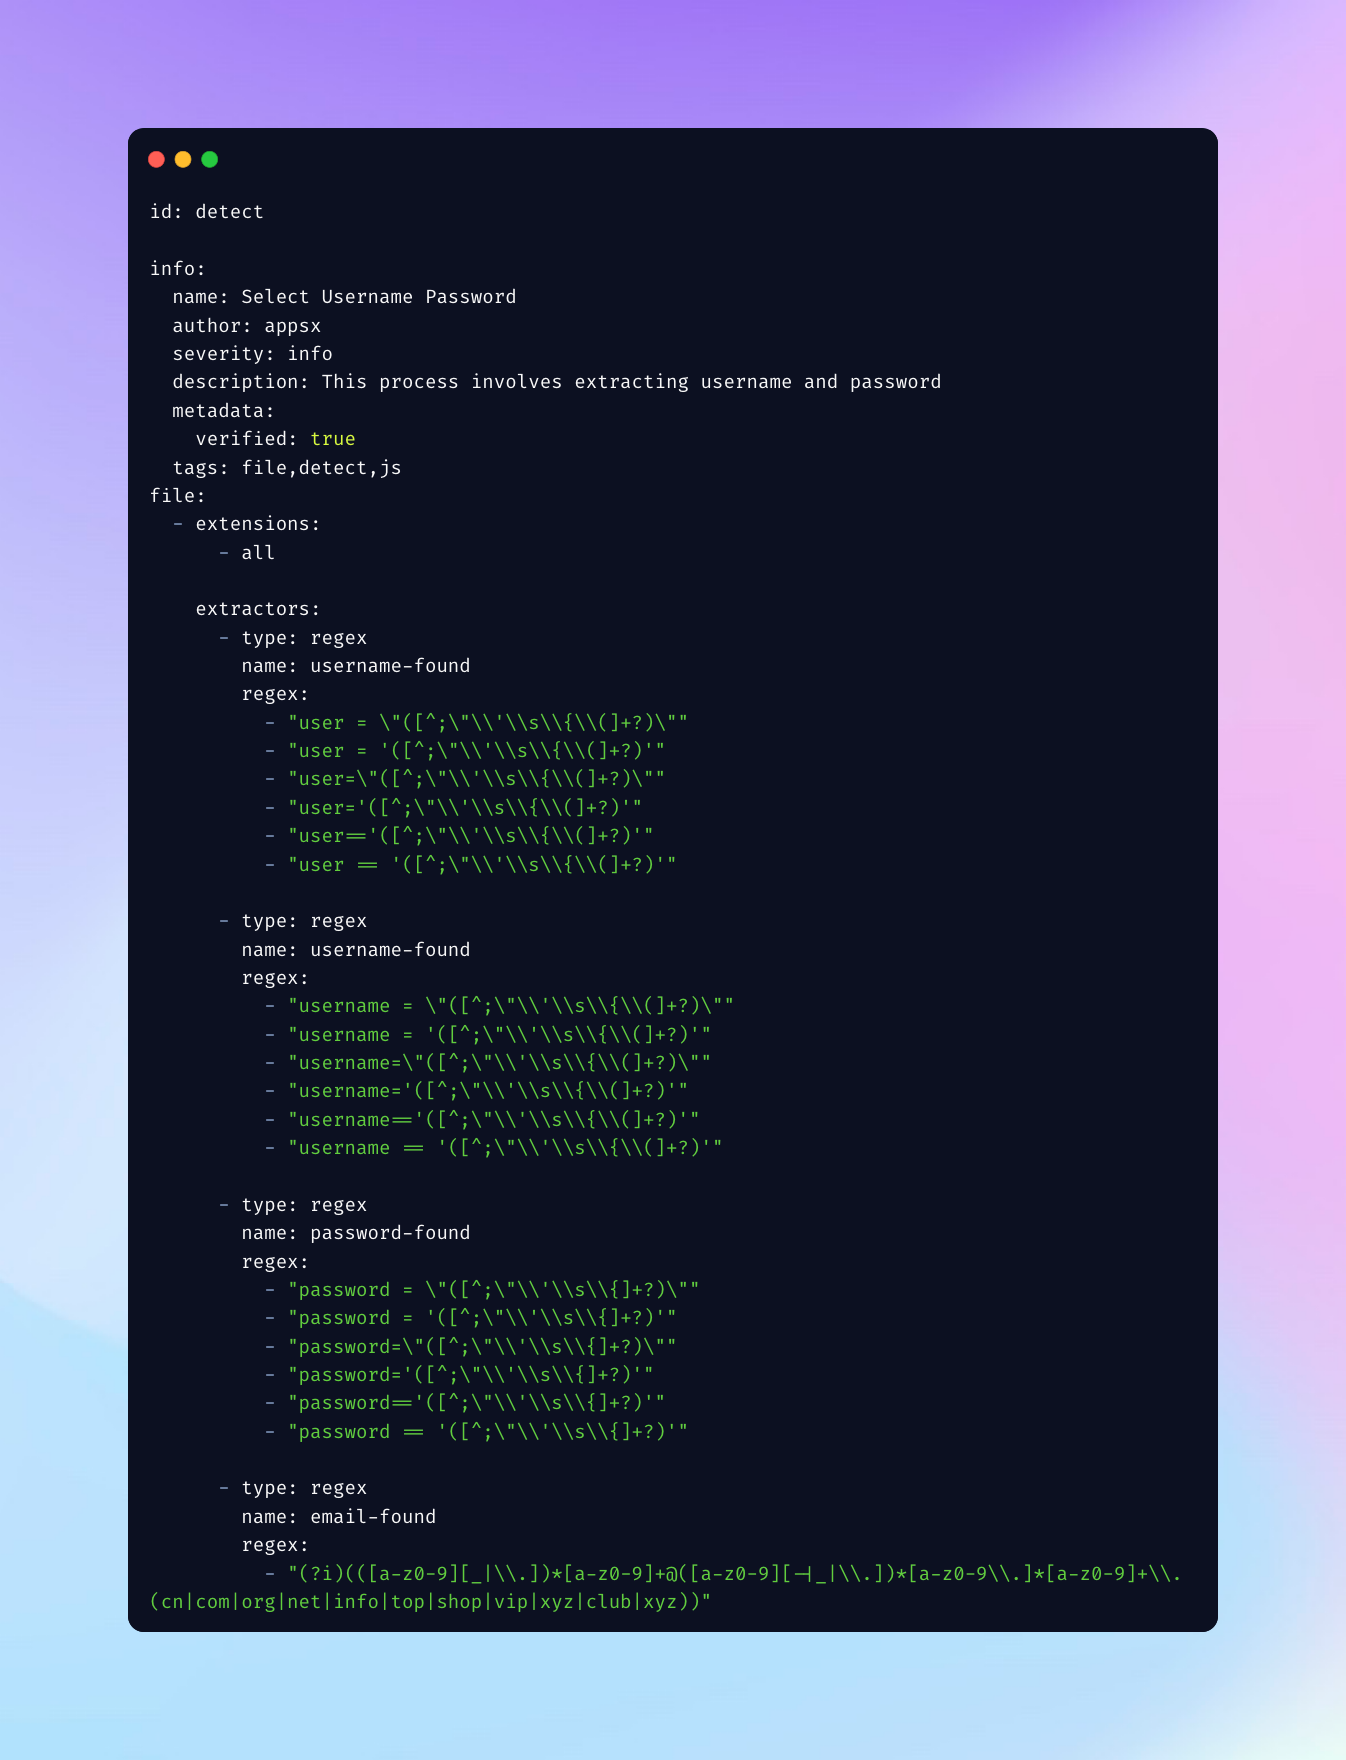 id: detect

info:
  name: Select Username Password
  author: appsx
  severity: info
  description: This process involves extracting username and password
  metadata:
    verified: true
  tags: file,detect,js
file:
  - extensions:
      - all

    extractors:
      - type: regex
        name: username-found
        regex:
          - "user = \"([^;\"\\'\\s\\{\\(]+?)\""
          - "user = '([^;\"\\'\\s\\{\\(]+?)'"
          - "user=\"([^;\"\\'\\s\\{\\(]+?)\""
          - "user='([^;\"\\'\\s\\{\\(]+?)'"
          - "user=='([^;\"\\'\\s\\{\\(]+?)'"
          - "user == '([^;\"\\'\\s\\{\\(]+?)'"

      - type: regex
        name: username-found
        regex:
          - "username = \"([^;\"\\'\\s\\{\\(]+?)\""
          - "username = '([^;\"\\'\\s\\{\\(]+?)'"
          - "username=\"([^;\"\\'\\s\\{\\(]+?)\""
          - "username='([^;\"\\'\\s\\{\\(]+?)'"
          - "username=='([^;\"\\'\\s\\{\\(]+?)'"
          - "username == '([^;\"\\'\\s\\{\\(]+?)'"

      - type: regex
        name: password-found
        regex:
          - "password = \"([^;\"\\'\\s\\{]+?)\""
          - "password = '([^;\"\\'\\s\\{]+?)'"
          - "password=\"([^;\"\\'\\s\\{]+?)\""
          - "password='([^;\"\\'\\s\\{]+?)'"
          - "password=='([^;\"\\'\\s\\{]+?)'"
          - "password == '([^;\"\\'\\s\\{]+?)'"

      - type: regex
        name: email-found
        regex:
          - "(?i)(([a-z0-9][_|\\.])*[a-z0-9]+@([a-z0-9][-|_|\\.])*[a-z0-9\\.]*[a-z0-9]+\\.
(cn|com|org|net|info|top|shop|vip|xyz|club|xyz))"